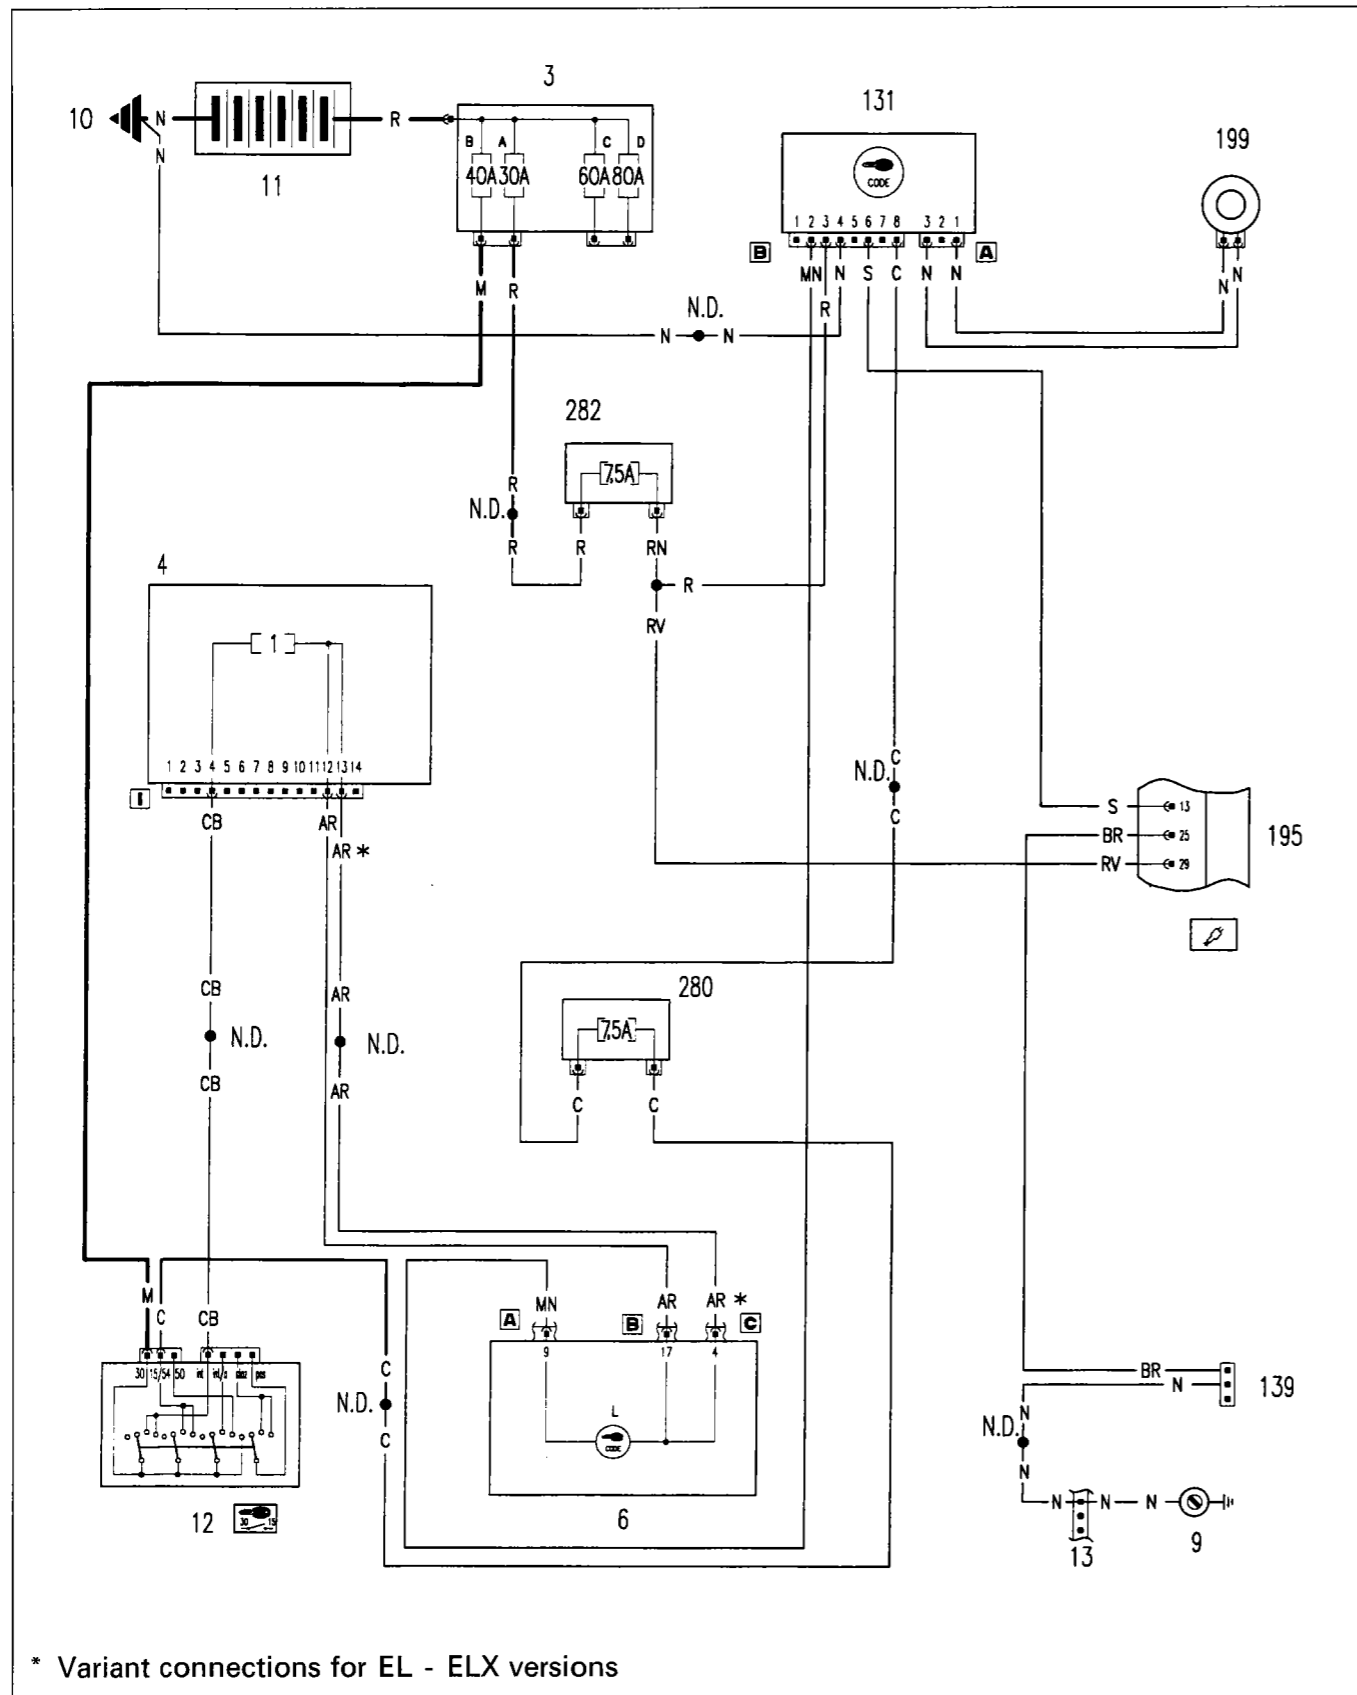 3
131
199
10
N
R
B
A
C
D
40A
30A
60A
80A
CODE
N
11
1 2 3 4 5 6 7 8
3 2 1
B
A
M
R
MN
N
S
C
N
N
R
N
N
N.D.
N
N
282
7,5A
R
N.D.
R
R
RN
R
RV
4
1
1 2 3 4 5 6 7 8 9 10 11 12 13 14
I
CB
AR
AR *
C
N.D.
C
S
13
BR
25
RV
29
195
CB
N.D.
CB
AR
N.D.
AR
280
7,5A
C
C
M
C
CB
30 15/54 50 int int/a pos
A
MN
B
AR
AR *
C
9
17
4
L
CODE
6
C
N.D.
C
12
30
15
BR
N
139
N
N.D.
N
N
N
N
13
9
* Variant connections for EL - ELX versions